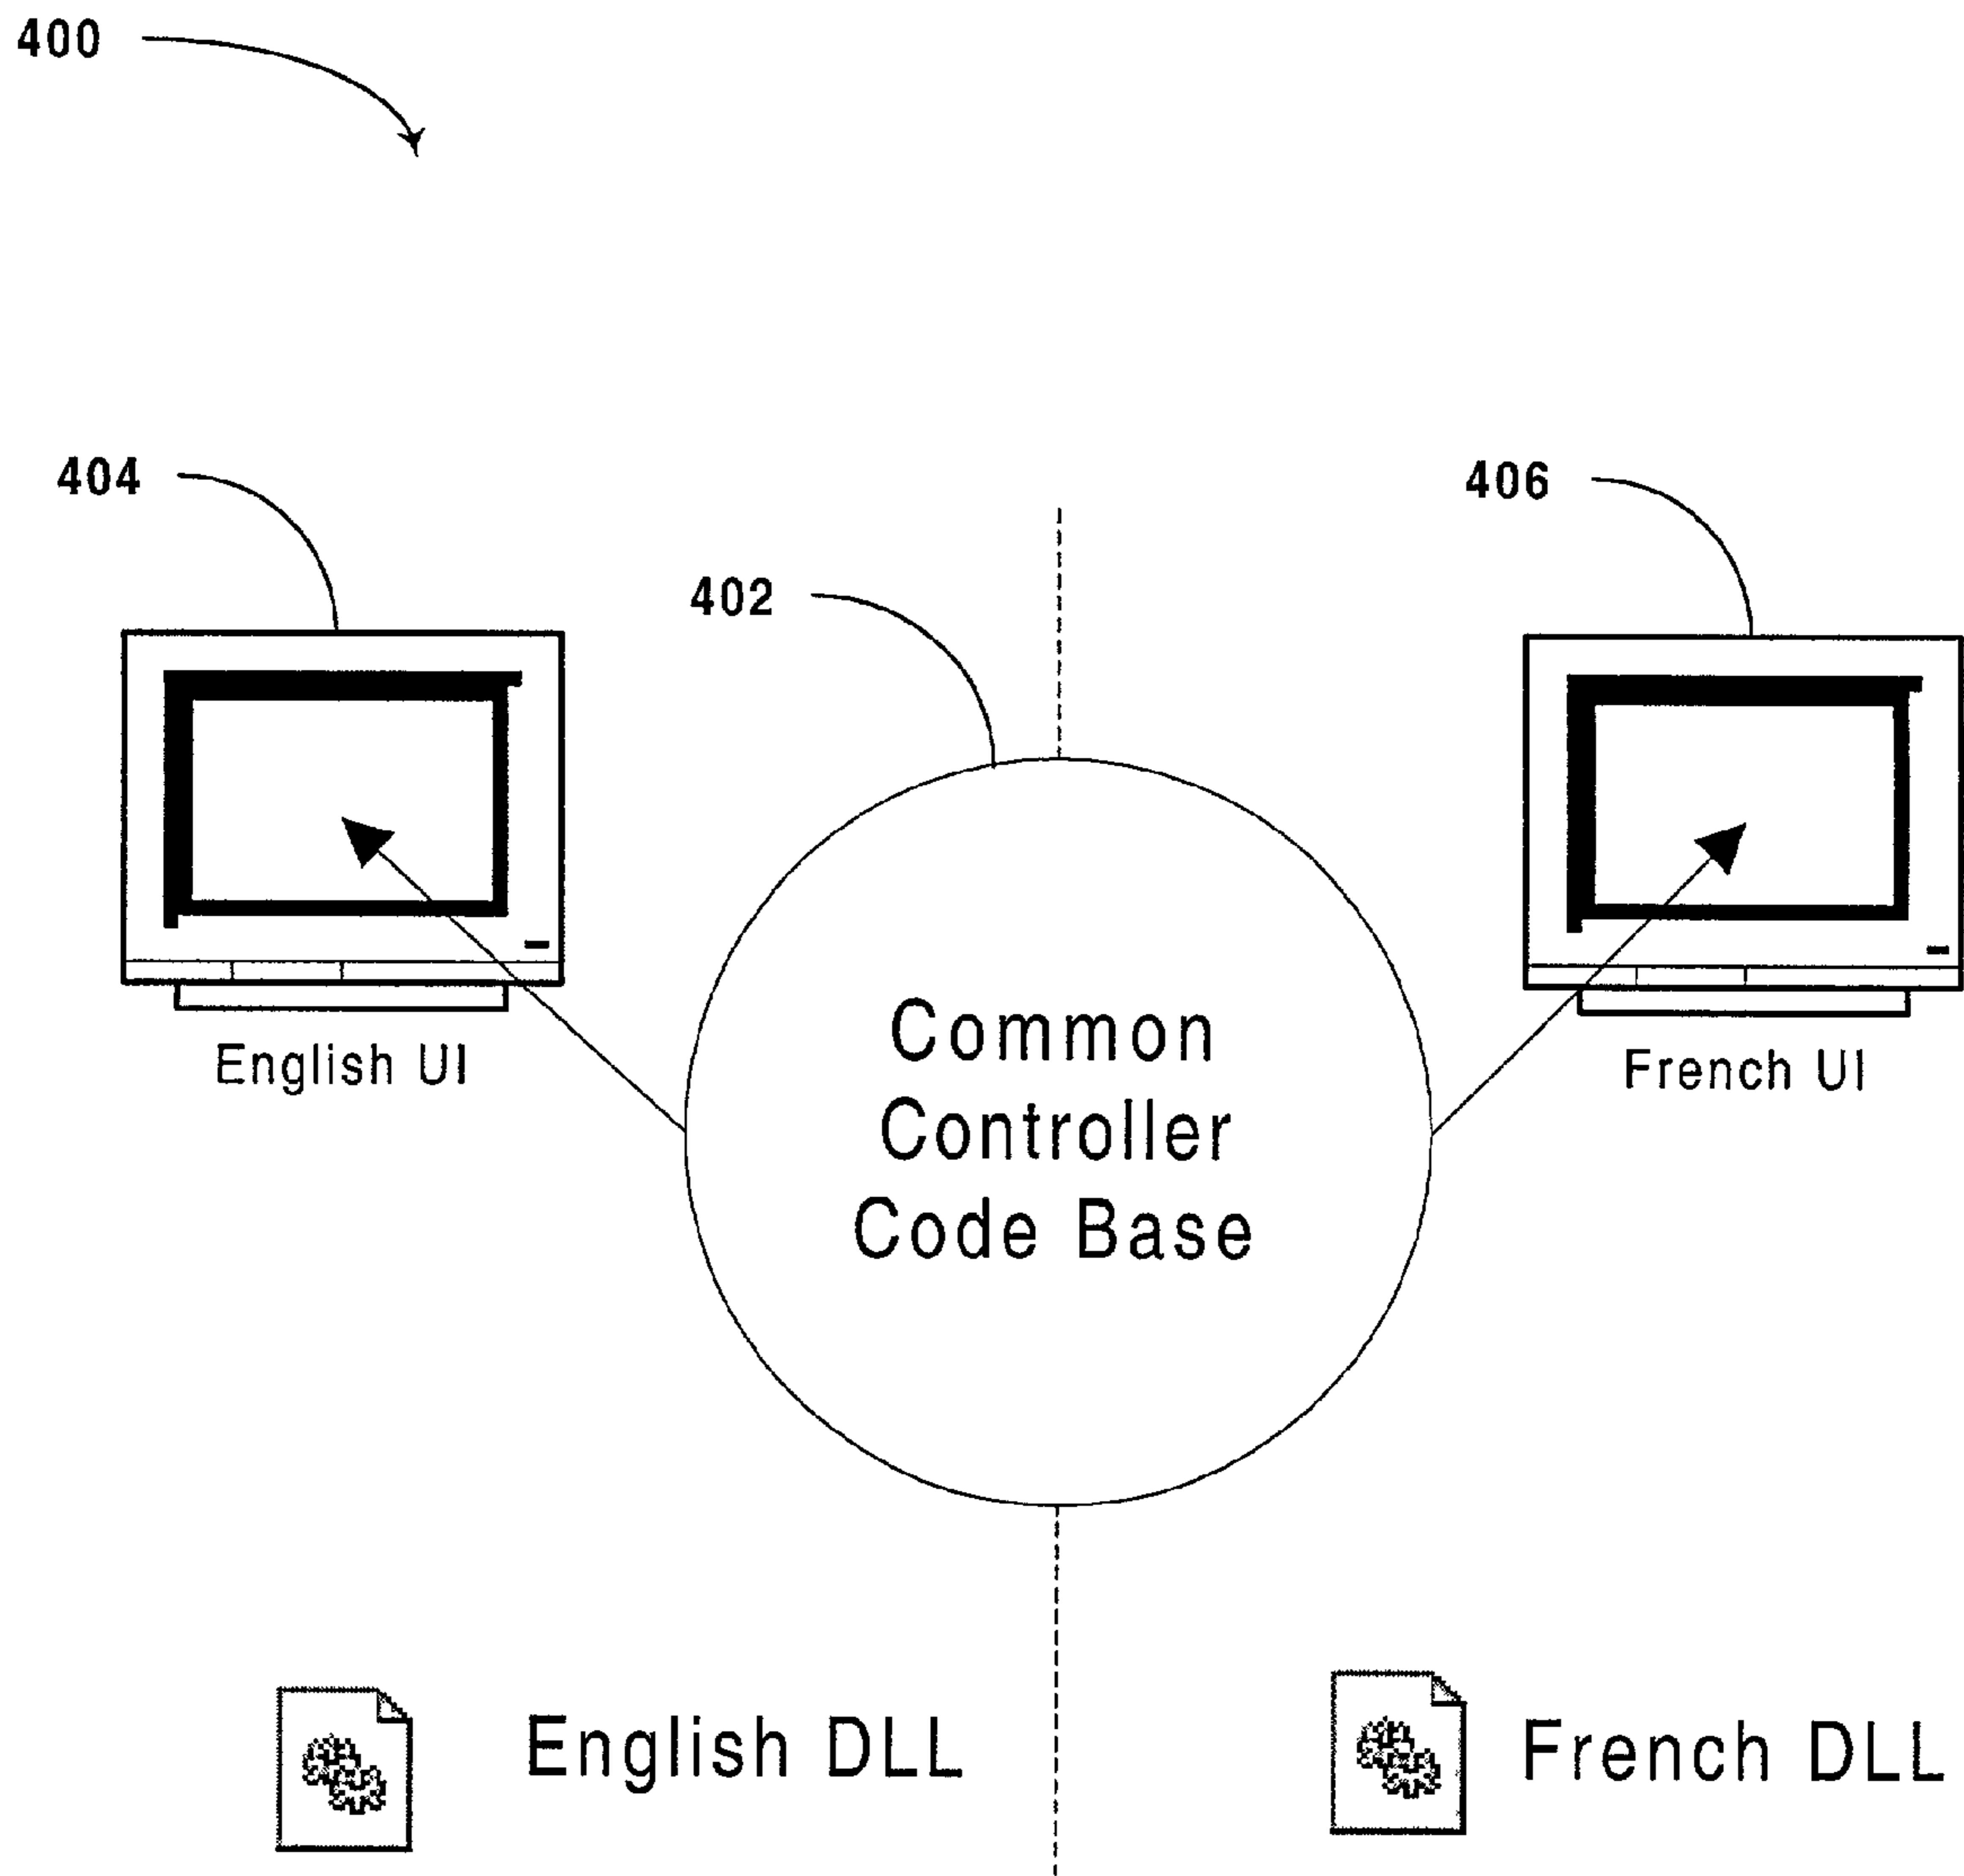 400
404
406
402
English UI
French UI
Common
Controller
Code Base
English DLL
French DLL